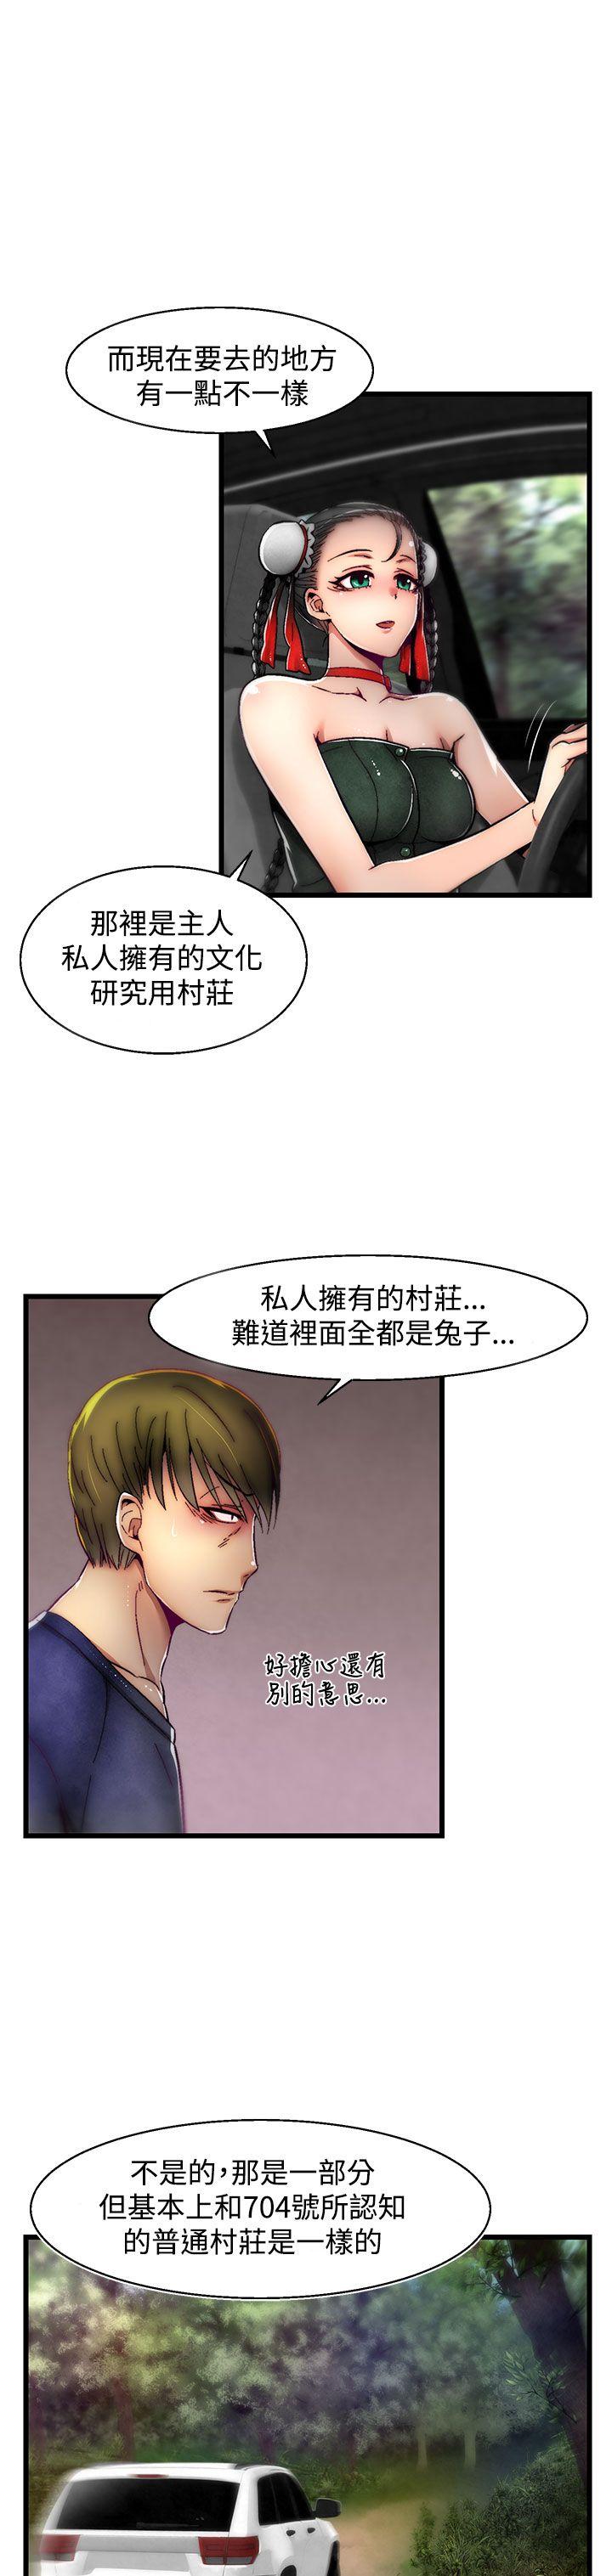 而現在要去的地方
有一點不一樣
那裡是主人
私人擁有的文化
研究用村莊
私人擁有的村莊...
難道裡面全都是兔子...
好擔心還有
別的意思...
不是的，那是一部分
但基本上和704號所認知
的普通村莊是一樣的